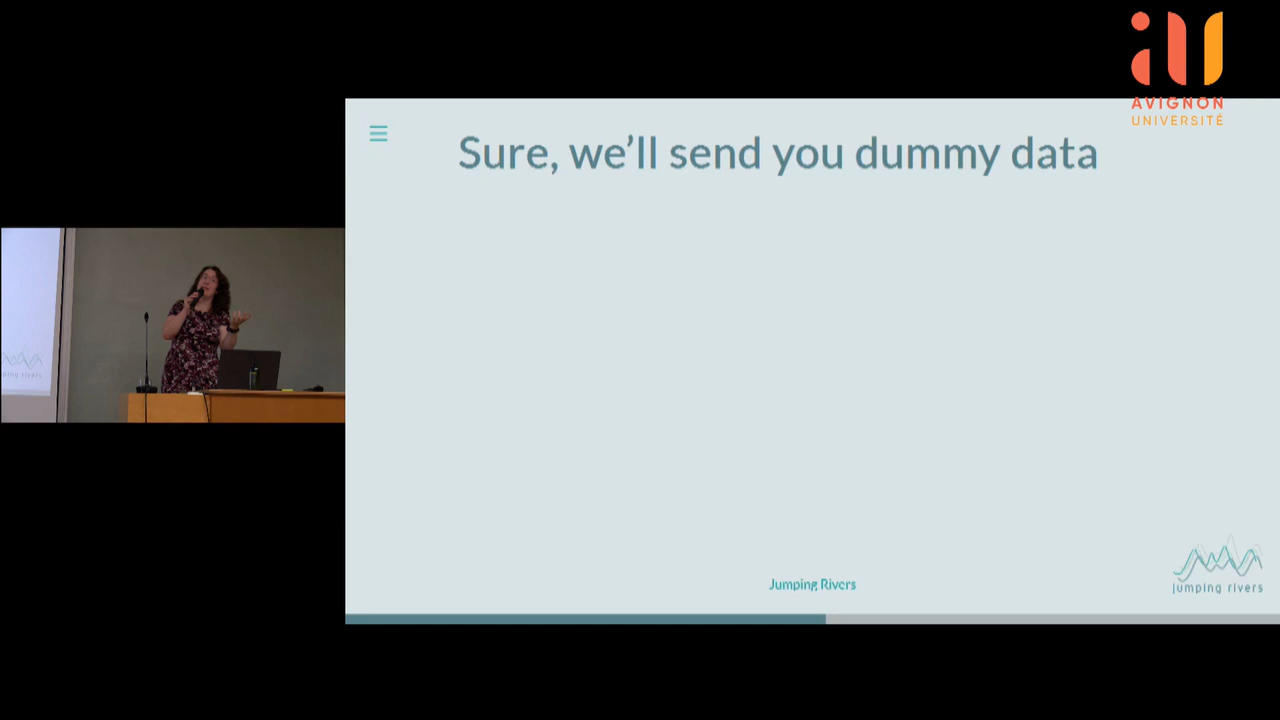 AVIGNON
UNIVERSITÉ
Sure, we’ll send you dummy data
Jumping Rivers
jumping rivers